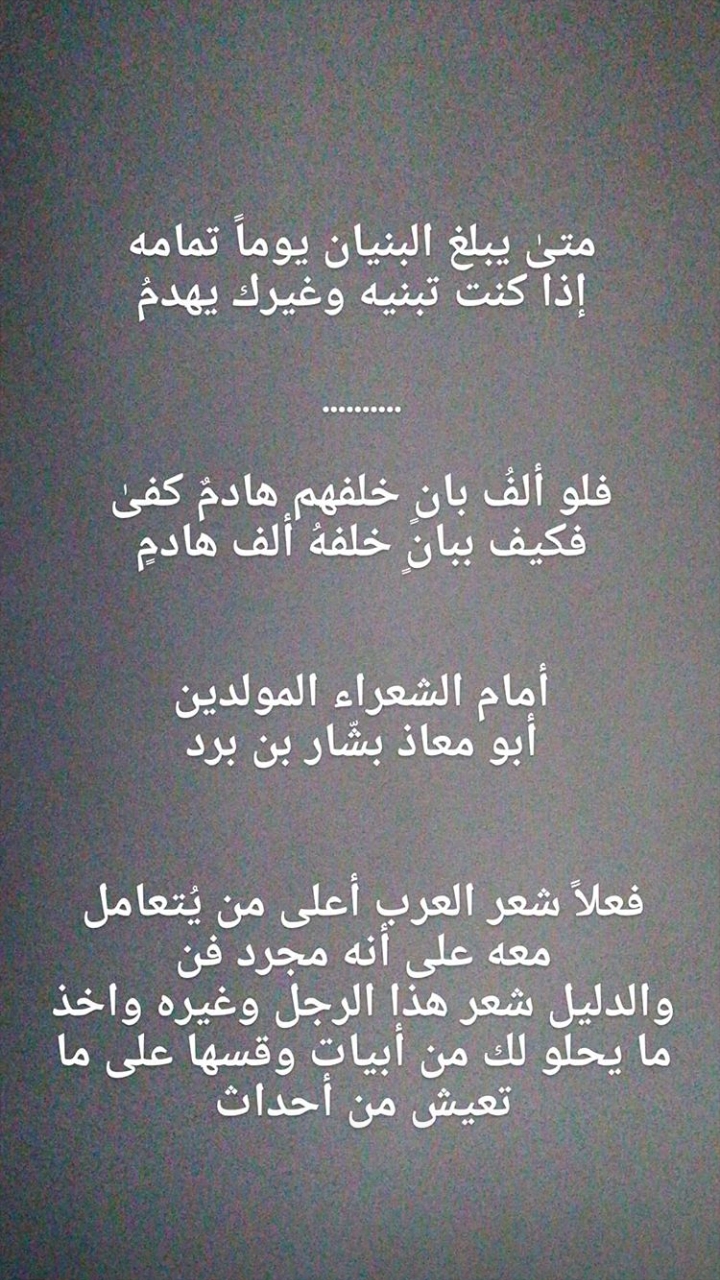 متىٰ يبلغ البنيان يوماً تمامه
إذا كنت تبنيه وغيرك يهدمُ
..........
فلو ألفُ بانٍ خلفهم هادمٌ كفىٰ
فكيف ببانٍ خلفهُ ألف هادمٍ
أمام الشعراء المولدين
أبو معاذ بشّار بن برد
فعلاً شعر العرب أعلى من يُتعامل
معه على أنه مجرد فن
والدليل شعر هذا الرجل وغيره واخذ
ما يحلو لك من أبيات وقسها على ما
تعيش من أحداث